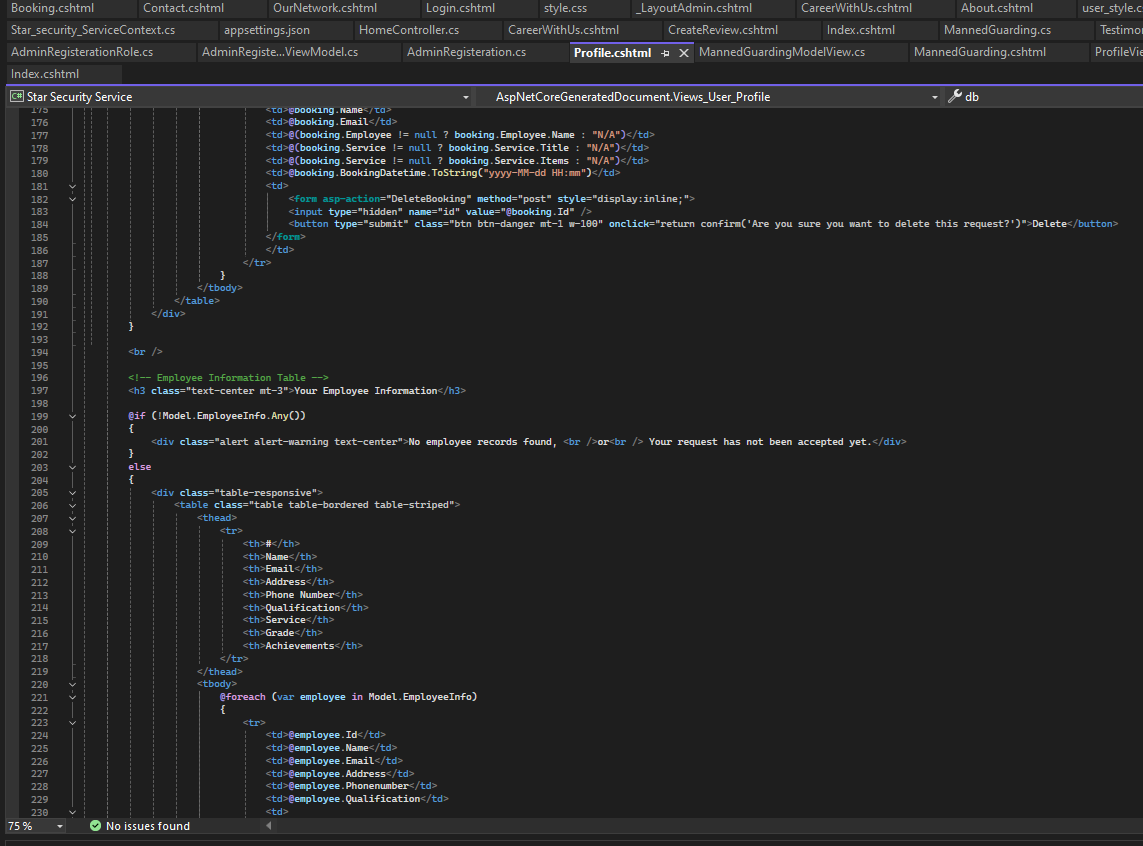 Booking.cshtml Contact.cshtml OurNetwork.cshtml Login.cshtml style.css _LayoutAdmin.cshtml CareerWithUs.cshtml About.cshtml user_style.c
Star_security_ServiceContext.cs appsettings.json HomeController.cs CareerWithUs.cshtml CreateReview.cshtml Index.cshtml MannedGuarding.cs Testimor
AdminRegisterationRole.cs AdminRegiste...ViewModel.cs AdminRegisteration.cs Profile.cshtml MannedGuardingModelView.cs MannedGuarding.cshtml ProfileVie
Index.cshtml
C# Star Security Service AspNetCoreGeneratedDocument.Views_User_Profile db
175 <td>@booking.Name</td>
176 <td>@booking.Email</td>
177 <td>@(booking.Employee != null ? booking.Employee.Name : "N/A")</td>
178 <td>@(booking.Service != null ? booking.Service.Title : "N/A")</td>
179 <td>@(booking.Service != null ? booking.Service.Items : "N/A")</td>
180 <td>@booking.BookingDatetime.ToString("yyyy-MM-dd HH:mm")</td>
181 <td>
182 <form asp-action="DeleteBooking" method="post" style="display:inline;">
183 <input type="hidden" name="id" value="@booking.Id" />
184 <button type="submit" class="btn btn-danger mt-1 w-100" onclick="return confirm('Are you sure you want to delete this request?')">Delete</button>
185 </form>
186 </td>
187 </tr>
188 }
189 </tbody>
190 </table>
191 </div>
192 }
193
194 <br />
195
196 <!-- Employee Information Table -->
197 <h3 class="text-center mt-3">Your Employee Information</h3>
198
199 @if (!Model.EmployeeInfo.Any())
200 {
201 <div class="alert alert-warning text-center">No employee records found, <br />or<br /> Your request has not been accepted yet.</div>
202 }
203 else
204 {
205 <div class="table-responsive">
206 <table class="table table-bordered table-striped">
207 <thead>
208 <tr>
209 <th>#</th>
210 <th>Name</th>
211 <th>Email</th>
212 <th>Address</th>
213 <th>Phone Number</th>
214 <th>Qualification</th>
215 <th>Service</th>
216 <th>Grade</th>
217 <th>Achievements</th>
218 </tr>
219 </thead>
220 <tbody>
221 @foreach (var employee in Model.EmployeeInfo)
222 {
223 <tr>
224 <td>@employee.Id</td>
225 <td>@employee.Name</td>
226 <td>@employee.Email</td>
227 <td>@employee.Address</td>
228 <td>@employee.Phonenumber</td>
229 <td>@employee.Qualification</td>
230 <td>
75 % No issues found